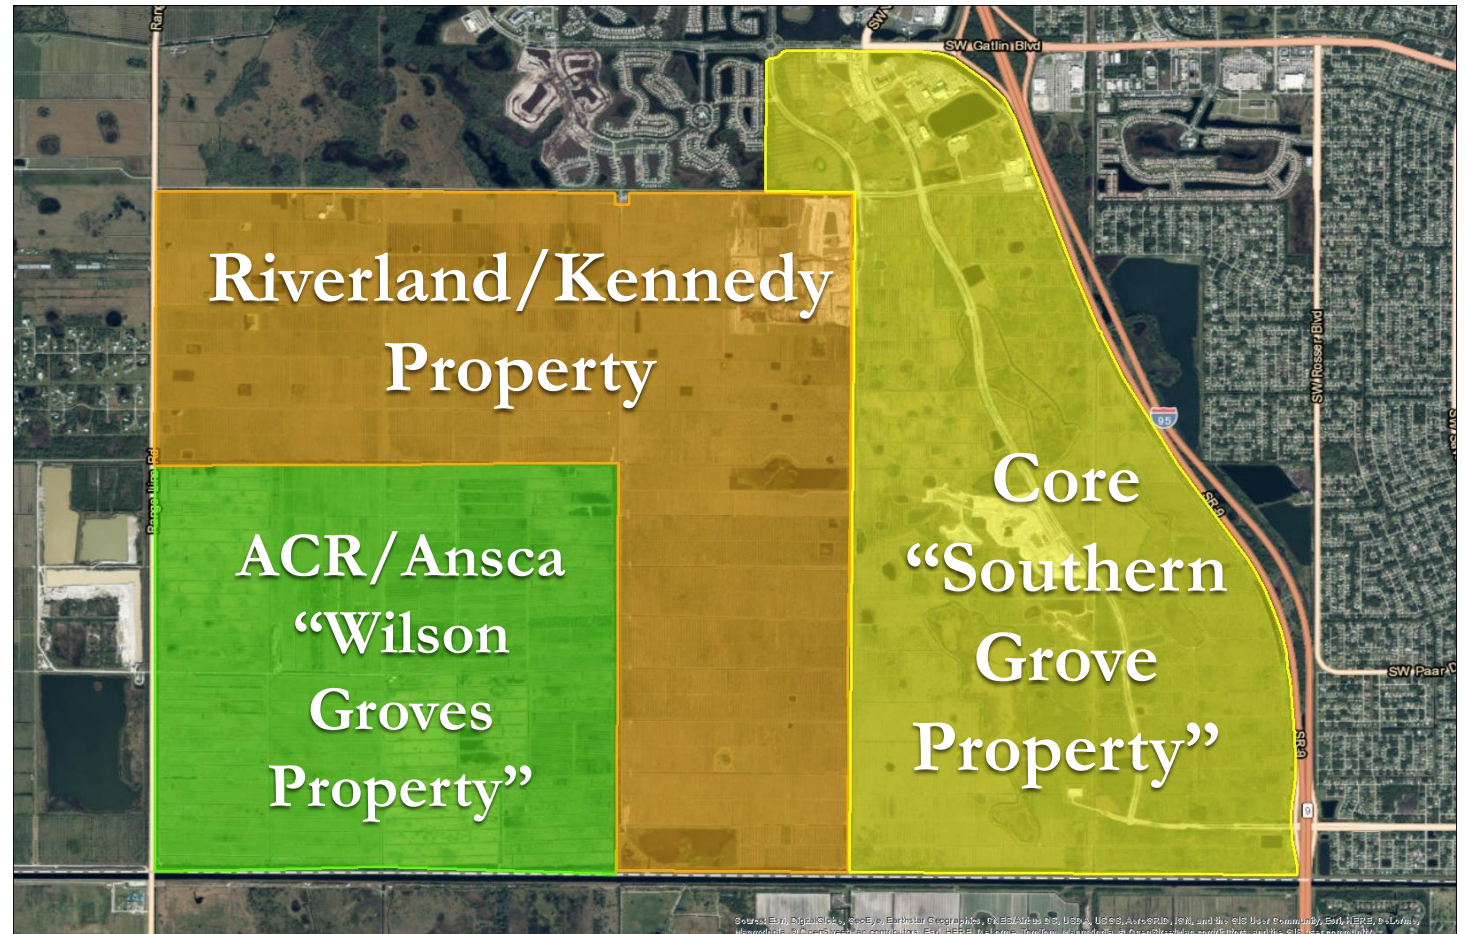 SW Gatlin Blvd
Riverland/Kennedy
Property
SW Rosser Blvd
95
Core
“Southern
Grove
Property”
SR-9
ACR/Ansca
“Wilson
Groves
Property”
SW Paar D
SR-9
9